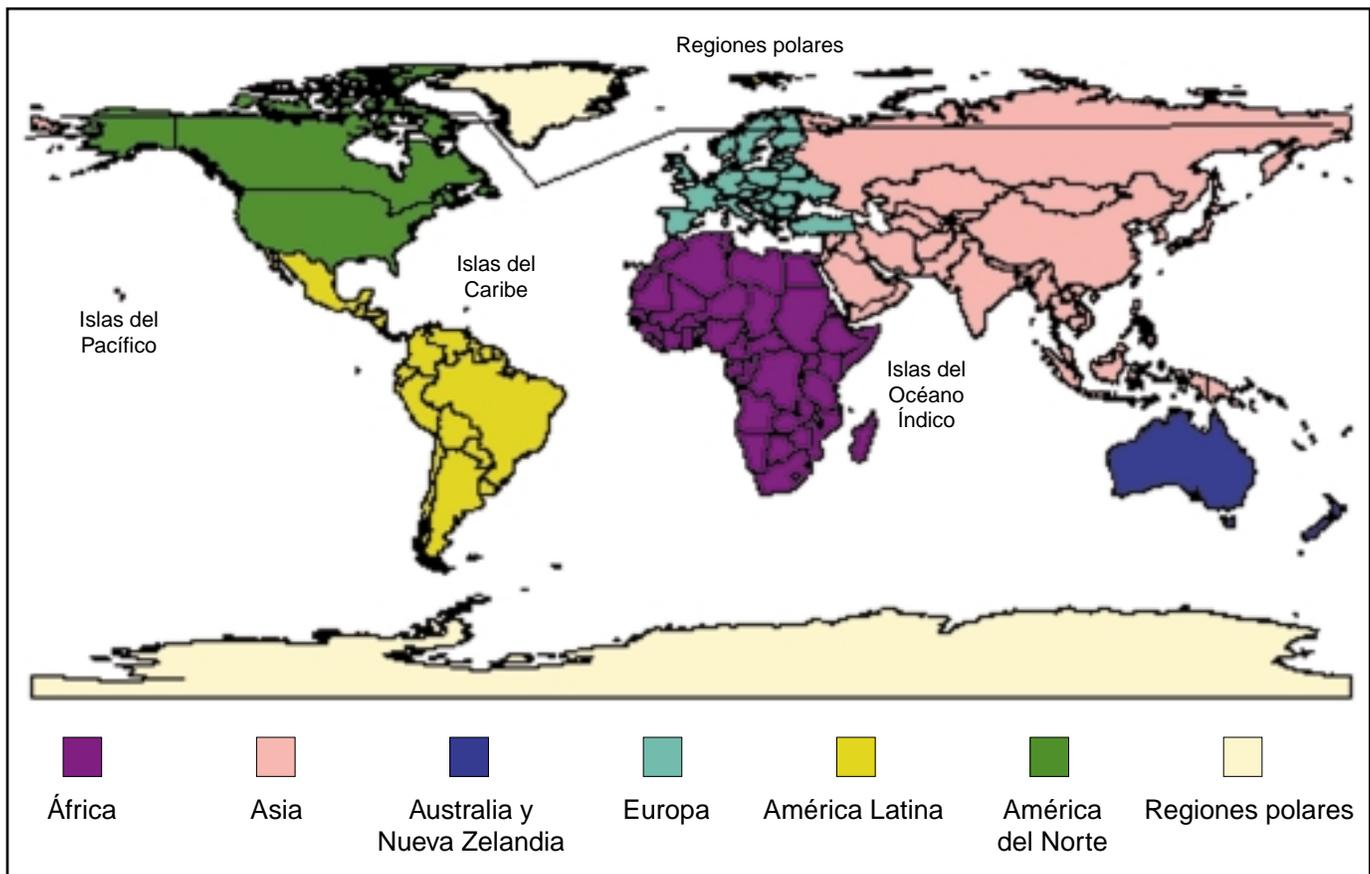 Regiones polares
Islas del
Caribe
Islas del
Pacífico
Islas del
Océano
Índico
África
Asia
Australia y
Nueva Zelandia
Europa
América Latina
América
del Norte
Regiones polares